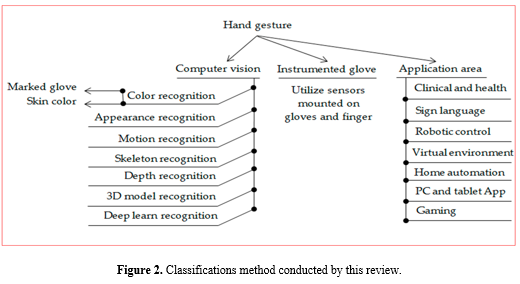 Hand gesture
Computer vision
Instrumented glove
Application area
Marked glove
Skin color
Color recognition
Appearance recognition
Motion recognition
Skeleton recognition
Depth recognition
3D model recognition
Deep learn recognition
Utilize sensors
mounted on
gloves and finger
Clinical and health
Sign language
Robotic control
Virtual environment
Home automation
PC and tablet App
Gaming
Figure 2. Classifications method conducted by this review.